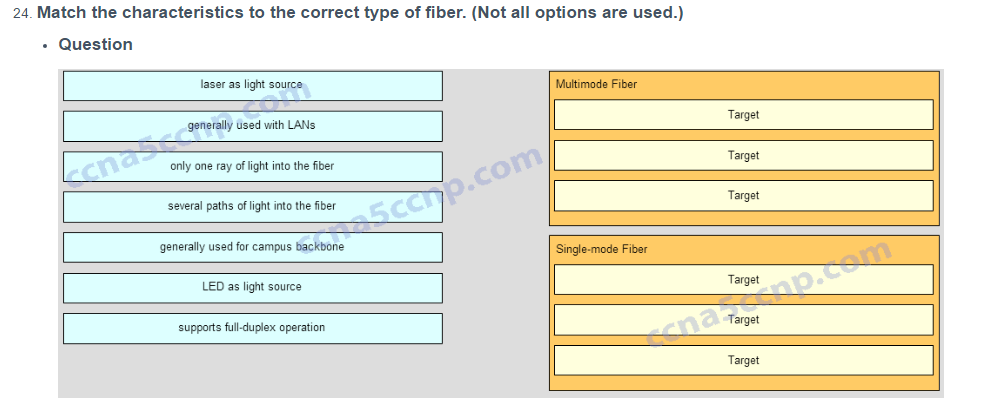 24. Match the characteristics to the correct type of fiber. (Not all options are used.)
• Question
laser as light source
generally used with LANs
only one ray of light into the fiber
several paths of light into the fiber
generally used for campus backbone
LED as light source
supports full-duplex operation
Multimode Fiber
Target
Target
Target
Single-mode Fiber
Target
Target
Target
ccna5ccnp.com
ccna5ccnp.com
ccna5ccnp.com